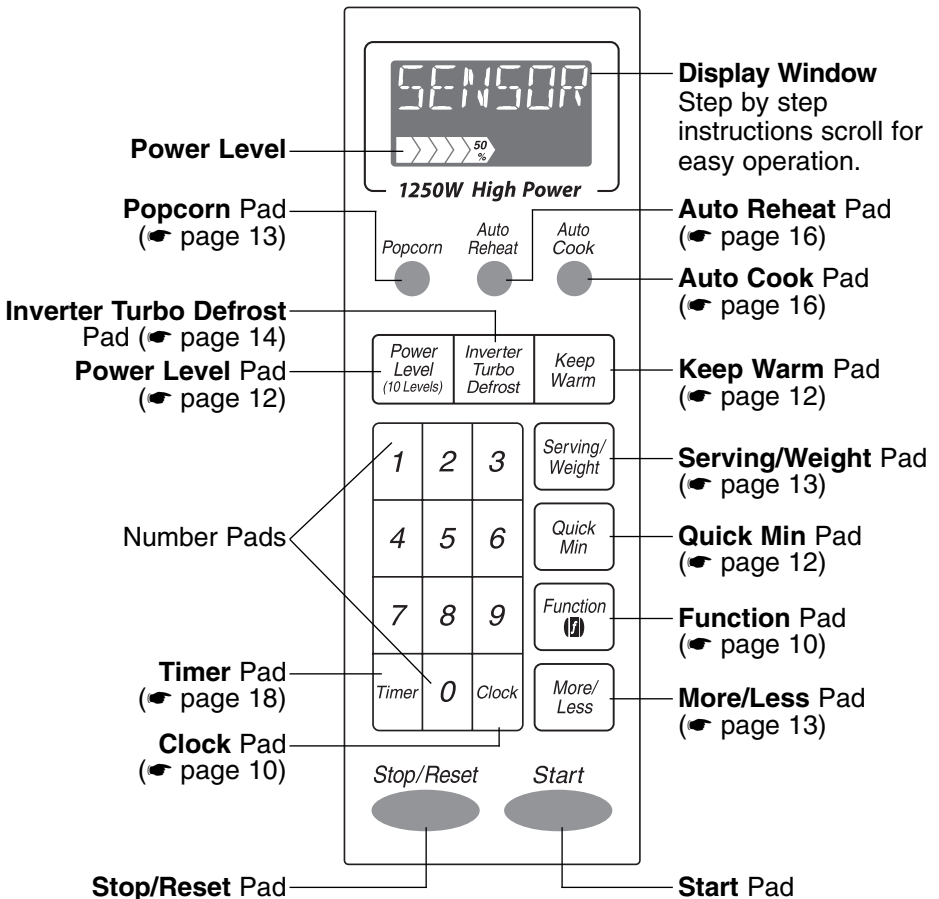 SENSOR
50
%
1250W High Power
Display Window
Step by step
instructions scroll for
easy operation.
Power Level
Popcorn Pad
(☛ page 13)
Popcorn
Auto
Reheat
Auto
Cook
Auto Reheat Pad
(☛ page 16)
Auto Cook Pad
(☛ page 16)
Inverter Turbo Defrost
Pad (☛ page 14)
Power Level Pad
(☛ page 12)
Power
Level
(10 Levels)
Inverter
Turbo
Defrost
Keep
Warm
Keep Warm Pad
(☛ page 12)
Number Pads
1 2 3
4 5 6
7 8 9
Timer 0 Clock
Serving/
Weight
Quick
Min
Function
f
More/
Less
Serving/Weight Pad
(☛ page 13)
Quick Min Pad
(☛ page 12)
Function Pad
(☛ page 10)
More/Less Pad
(☛ page 13)
Timer Pad
(☛ page 18)
Clock Pad
(☛ page 10)
Stop/Reset
Start
Stop/Reset Pad
Start Pad